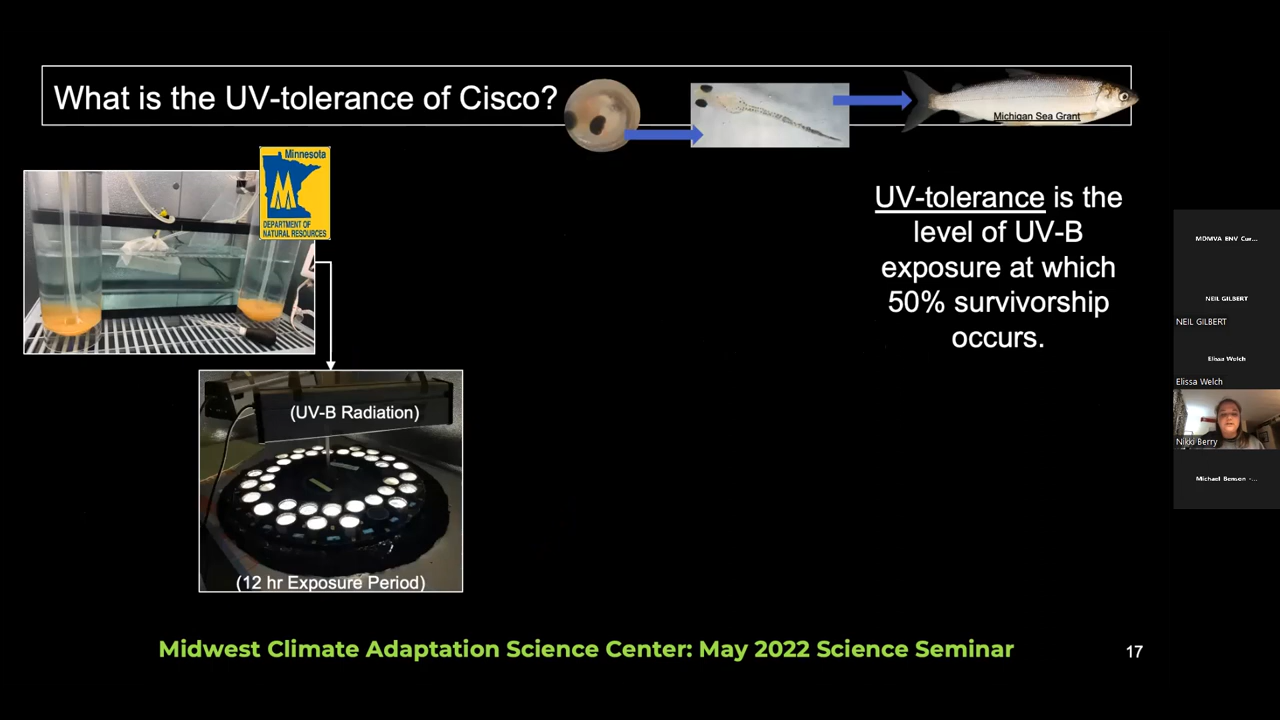 What is the UV-tolerance of Cisco?
Michigan Sea Grant
Minnesota
DEPARTMENT OF
NATURAL RESOURCES
UV-tolerance is the
level of UV-B
exposure at which
50% survivorship
occurs.
(UV-B Radiation)
(12 hr Exposure Period)
MDMVA ENV Cur...
NEIL GILBERT
NEIL GILBERT
Elissa Welch
Elissa Welch
Nikki Berry
Michael Benson -...
Midwest Climate Adaptation Science Center: May 2022 Science Seminar
17